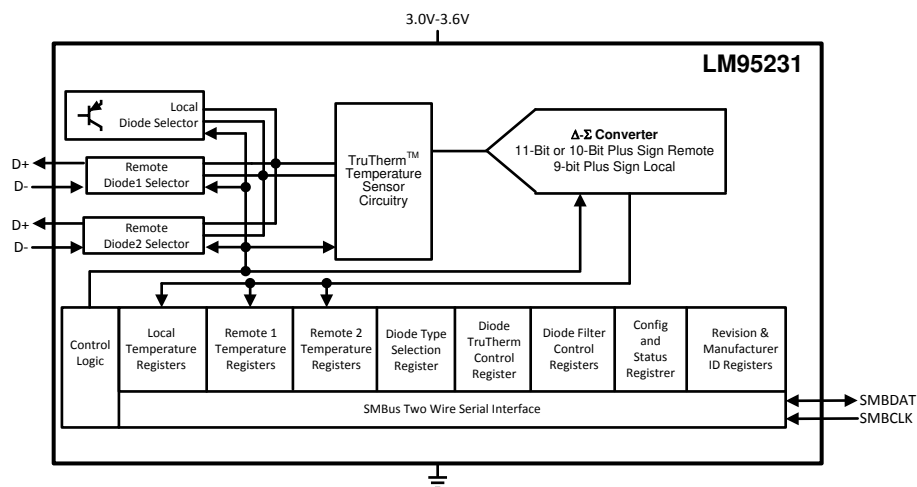 3.0V-3.6V
LM95231
Local
Diode Selector
D+
D-
Remote
Diode1 Selector
D+
D-
Remote
Diode2 Selector
TruTherm™
Temperature
Sensor
Circuitry
Δ-Σ Converter
11-Bit or 10-Bit Plus Sign Remote
9-bit Plus Sign Local
Control
Logic
Local
Temperature
Registers
Remote 1
Temperature
Registers
Remote 2
Temperature
Registers
Diode Type
Selection
Register
Diode
TruTherm
Control
Register
Diode Filter
Control
Registers
Config
and
Status
Registrer
Revision &
Manufacturer
ID Registers
SMBus Two Wire Serial Interface
SMBDAT
SMBCLK